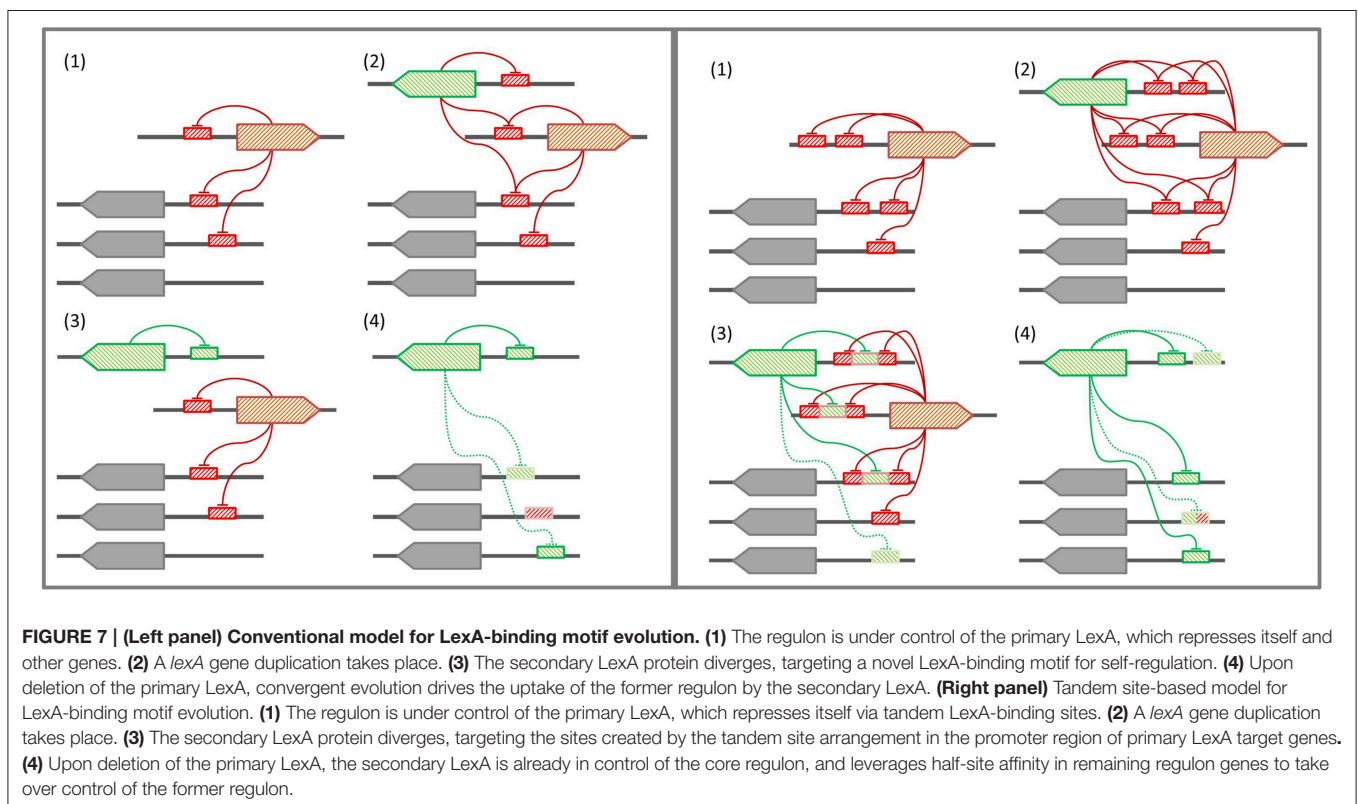 (1)
(2)
(3)
(4)
(1)
(2)
(3)
(4)
FIGURE 7 | (Left panel) Conventional model for LexA-binding motif evolution. (1) The regulon is under control of the primary LexA, which represses itself and
other genes. (2) A lexA gene duplication takes place. (3) The secondary LexA protein diverges, targeting a novel LexA-binding motif for self-regulation. (4) Upon
deletion of the primary LexA, convergent evolution drives the uptake of the former regulon by the secondary LexA. (Right panel) Tandem site-based model for
LexA-binding motif evolution. (1) The regulon is under control of the primary LexA, which represses itself via tandem LexA-binding sites. (2) A lexA gene duplication
takes place. (3) The secondary LexA protein diverges, targeting the sites created by the tandem site arrangement in the promoter region of primary LexA target genes.
(4) Upon deletion of the primary LexA, the secondary LexA is already in control of the core regulon, and leverages half-site affinity in remaining regulon genes to take
over control of the former regulon.